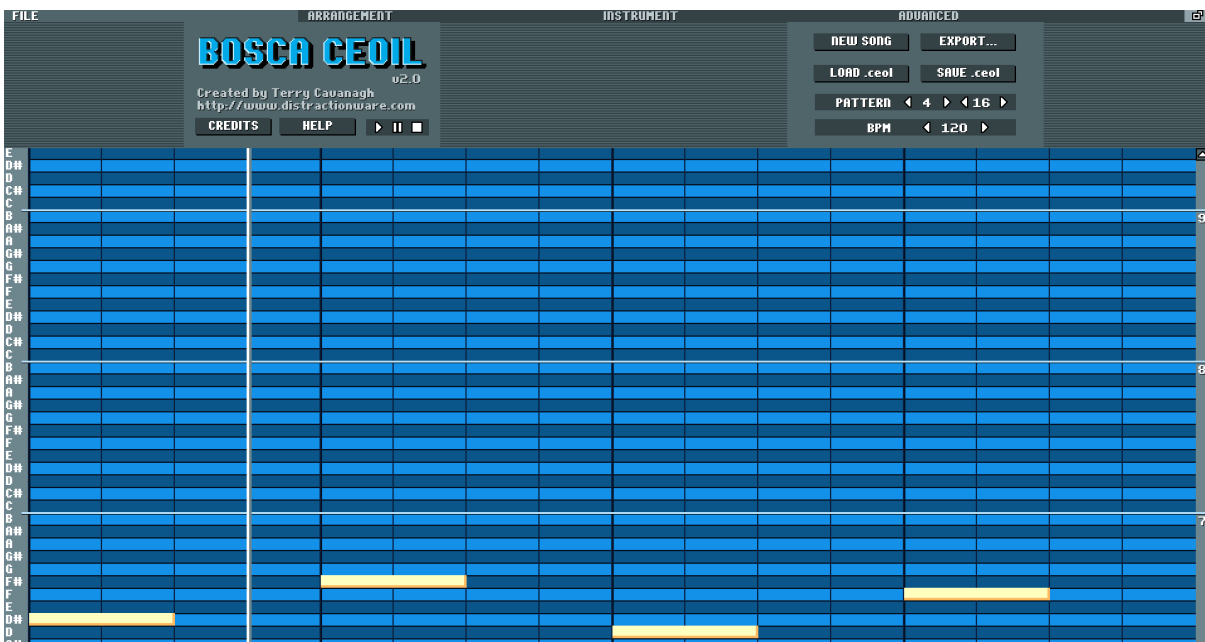 FILE
ARRANGEMENT
INSTRUMENT
ADVANCED
BOSCA CEOIL
v2.0
Created by Terry Cavanagh
http://www.distractionware.com
CREDITS
HELP
NEW SONG
EXPORT...
LOAD .ceol
SAVE .ceol
PATTERN 4 16
BPM 120
E
D#
D
C#
C
B
9
A#
A
G#
G
F#
F
E
D#
D
C#
C
B
8
A#
A
G#
G
F#
F
E
D#
D
C#
C
B
7
A#
A
G#
G
F#
F
E
D#
D